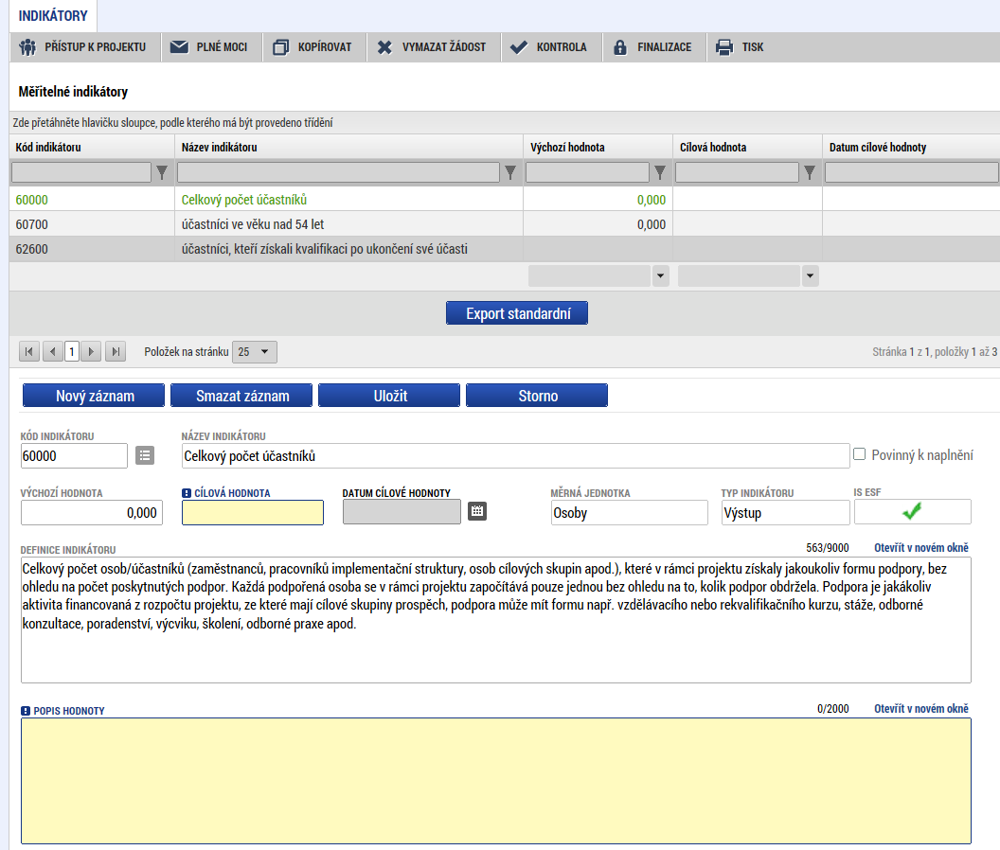 INDIKÁTORY
PŘÍSTUP K PROJEKTU PLNÉ MOCI KOPÍROVAT VYMAZAT ŽÁDOST KONTROLA FINALIZACE TISK
Měřitelné indikátory
Zde přetáhněte hlavičku sloupce, podle kterého má být provedeno třídění
Kód indikátoru Název indikátoru Výchozí hodnota Cílová hodnota Datum cílové hodnoty
60000 Celkový počet účastníků 0,000
60700 účastníci ve věku nad 54 let 0,000
62600 účastníci, kteří získali kvalifikaci po ukončení své účasti
Export standardní
1 Položek na stránku 25 Stránka 1 z 1, položky 1 až 3
Nový záznam Smazat záznam Uložit Storno
KÓD INDIKÁTORU NÁZEV INDIKÁTORU
60000 Celkový počet účastníků Povinný k naplnění
VÝCHOZÍ HODNOTA CÍLOVÁ HODNOTA DATUM CÍLOVÉ HODNOTY MĚRNÁ JEDNOTKA TYP INDIKÁTORU IS ESF
0,000 Osoby Výstup
DEFINICE INDIKÁTORU 563/9000 Otevřít v novém okně
Celkový počet osob/účastníků (zaměstnanců, pracovníků implementační struktury, osob cílových skupin apod.), které v rámci projektu získaly jakoukoliv formu podpory, bez
ohledu na počet poskytnutých podpor. Každá podpořená osoba se v rámci projektu započítává pouze jednou bez ohledu na to, kolik podpor obdržela. Podpora je jakákoliv
aktivita financovaná z rozpočtu projektu, ze které mají cílové skupiny prospěch, podpora může mít formu např. vzdělávacího nebo rekvalifikačního kurzu, stáže, odborné
konzultace, poradenství, výcviku, školení, odborné praxe apod.
POPIS HODNOTY 0/2000 Otevřít v novém okně